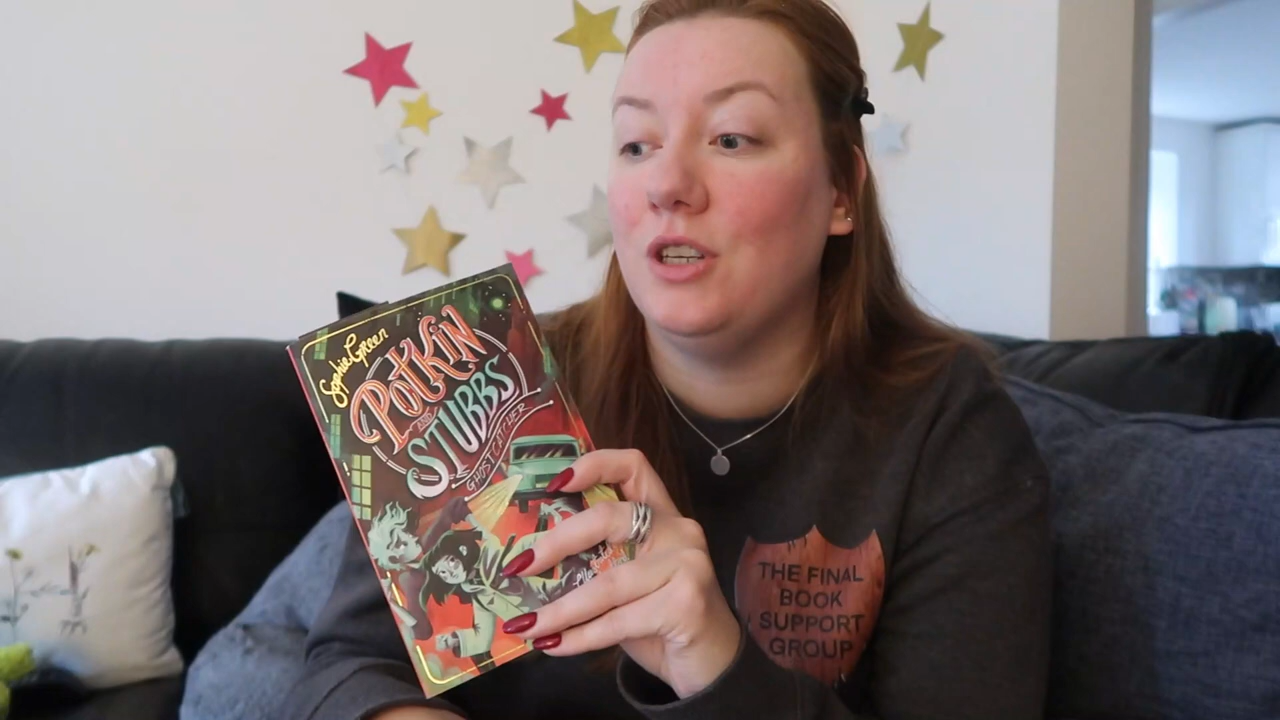 Sophie Green
POTKIN
AND
STUBBS
GHOST CATCHER
THE FINAL
BOOK
SUPPORT
GROUP